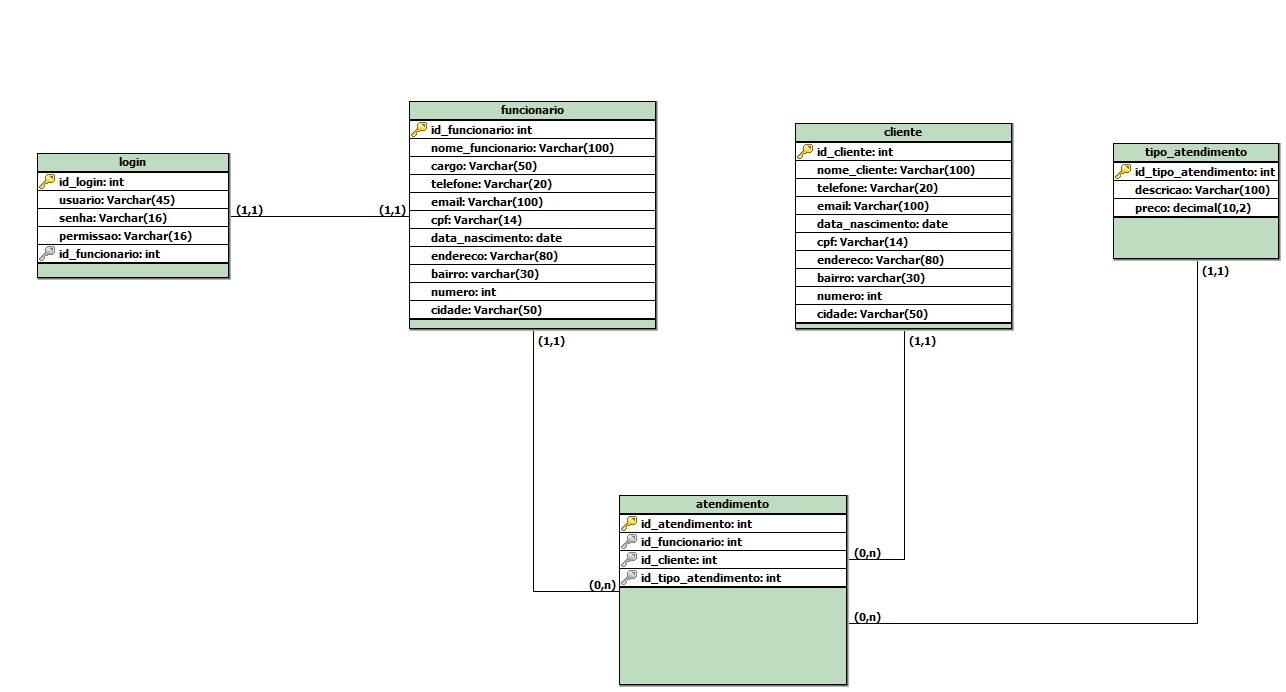 login
id_login: int
usuario: Varchar(45)
senha: Varchar(16)
permissao: Varchar(16)
id_funcionario: int
(1,1)
(1,1)
funcionario
id_funcionario: int
nome_funcionario: Varchar(100)
cargo: Varchar(50)
telefone: Varchar(20)
email: Varchar(100)
cpf: Varchar(14)
data_nascimento: date
endereco: Varchar(80)
bairro: varchar(30)
numero: int
cidade: Varchar(50)
(1,1)
cliente
id_cliente: int
nome_cliente: Varchar(100)
telefone: Varchar(20)
email: Varchar(100)
data_nascimento: date
cpf: Varchar(14)
endereco: Varchar(80)
bairro: varchar(30)
numero: int
cidade: Varchar(50)
(1,1)
tipo_atendimento
id_tipo_atendimento: int
descricao: Varchar(100)
preco: decimal(10,2)
(1,1)
atendimento
id_atendimento: int
id_funcionario: int
id_cliente: int
id_tipo_atendimento: int
(0,n)
(0,n)
(0,n)